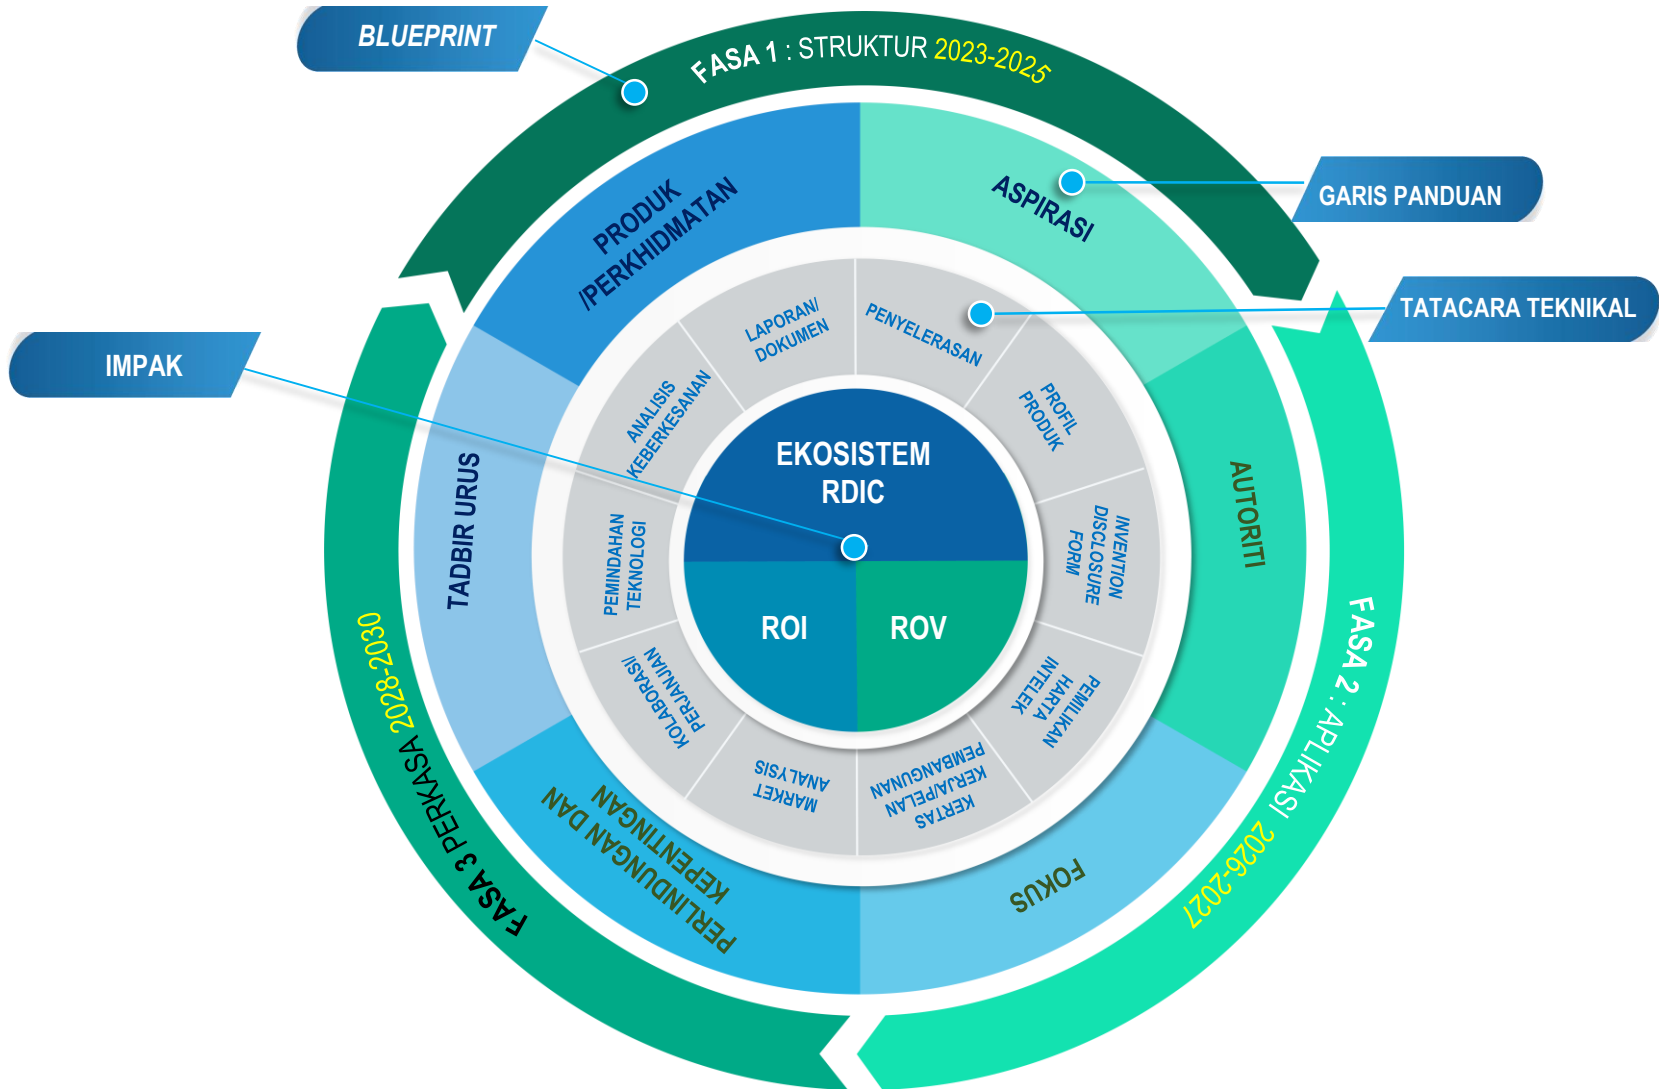 BLUEPRINT
FASA 1 : STRUKTUR 2023-2025
GARIS PANDUAN
TATACARA TEKNIKAL
IMPAK
FASA 2 : APLIKASI 2026-2027
FASA 3 PERKASA 2028-2030
PRODUK
/PERKHIDMATAN
ASPIRASI
AUTORITI
FOKUS
PERLINDUNGAN DAN
KEPENTINGAN
TADBIR URUS
LAPORAN/
DOKUMEN
PENYELERASAN
PROFIL
PRODUK
INVENTION
DISCLOSURE
FORM
PEMILIKAN
HARTA
INTELEK
KERTAS
KERJA/PELAN
PEMBANGUNAN
MARKET
ANALYSIS
KOLABORASI/
PERJANJIAN
PEMINDAHAN
TEKNOLOGI
ANALISIS
KEBERKESANAN
EKOSISTEM
RDIC
ROI
ROV